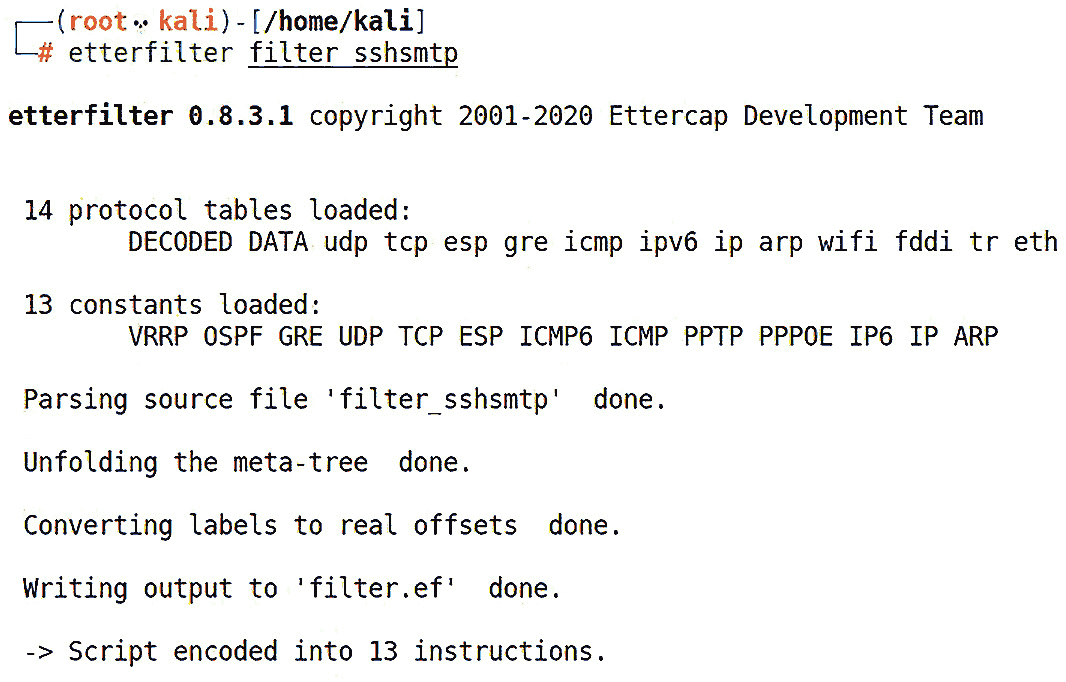 (root kali)-[/home/kali]
# etterfilter filter_sshsmtp
etterfilter 0.8.3.1 copyright 2001-2020 Ettercap Development Team
14 protocol tables loaded:
DECODED DATA udp tcp esp gre icmp ipv6 ip arp wifi fddi tr eth
13 constants loaded:
VRRP OSPF GRE UDP TCP ESP ICMP6 ICMP PPTP PPPOE IP6 IP ARP
Parsing source file 'filter_sshsmtp'  done.
Unfolding the meta-tree  done.
Converting labels to real offsets  done.
Writing output to 'filter.ef'  done.
-> Script encoded into 13 instructions.